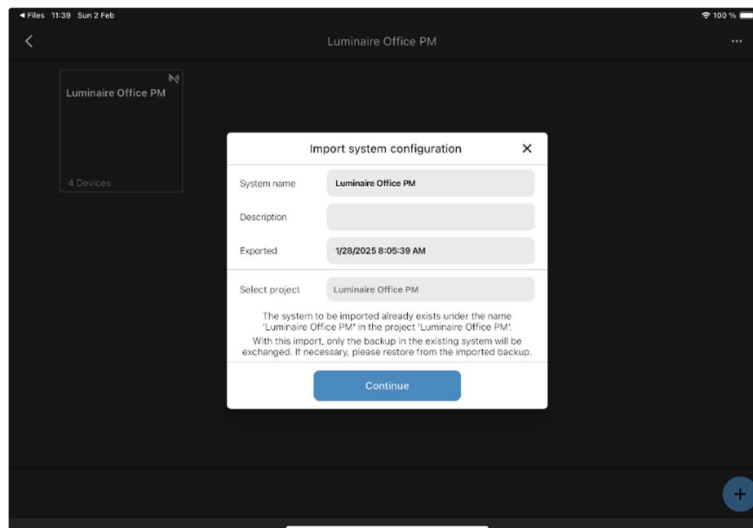 ◄ Files 11:39 Sun 2 Feb 100 %
Luminaire Office PM
Luminaire Office PM
4 Devices
Import system configuration
System name Luminaire Office PM
Description
Exported 1/28/2025 8:05:39 AM
Select project Luminaire Office PM
The system to be imported already exists under the name
'Luminaire Office PM' in the project 'Luminaire Office PM'.
With this import, only the backup in the existing system will be
exchanged. If necessary, please restore from the imported backup.
Continue